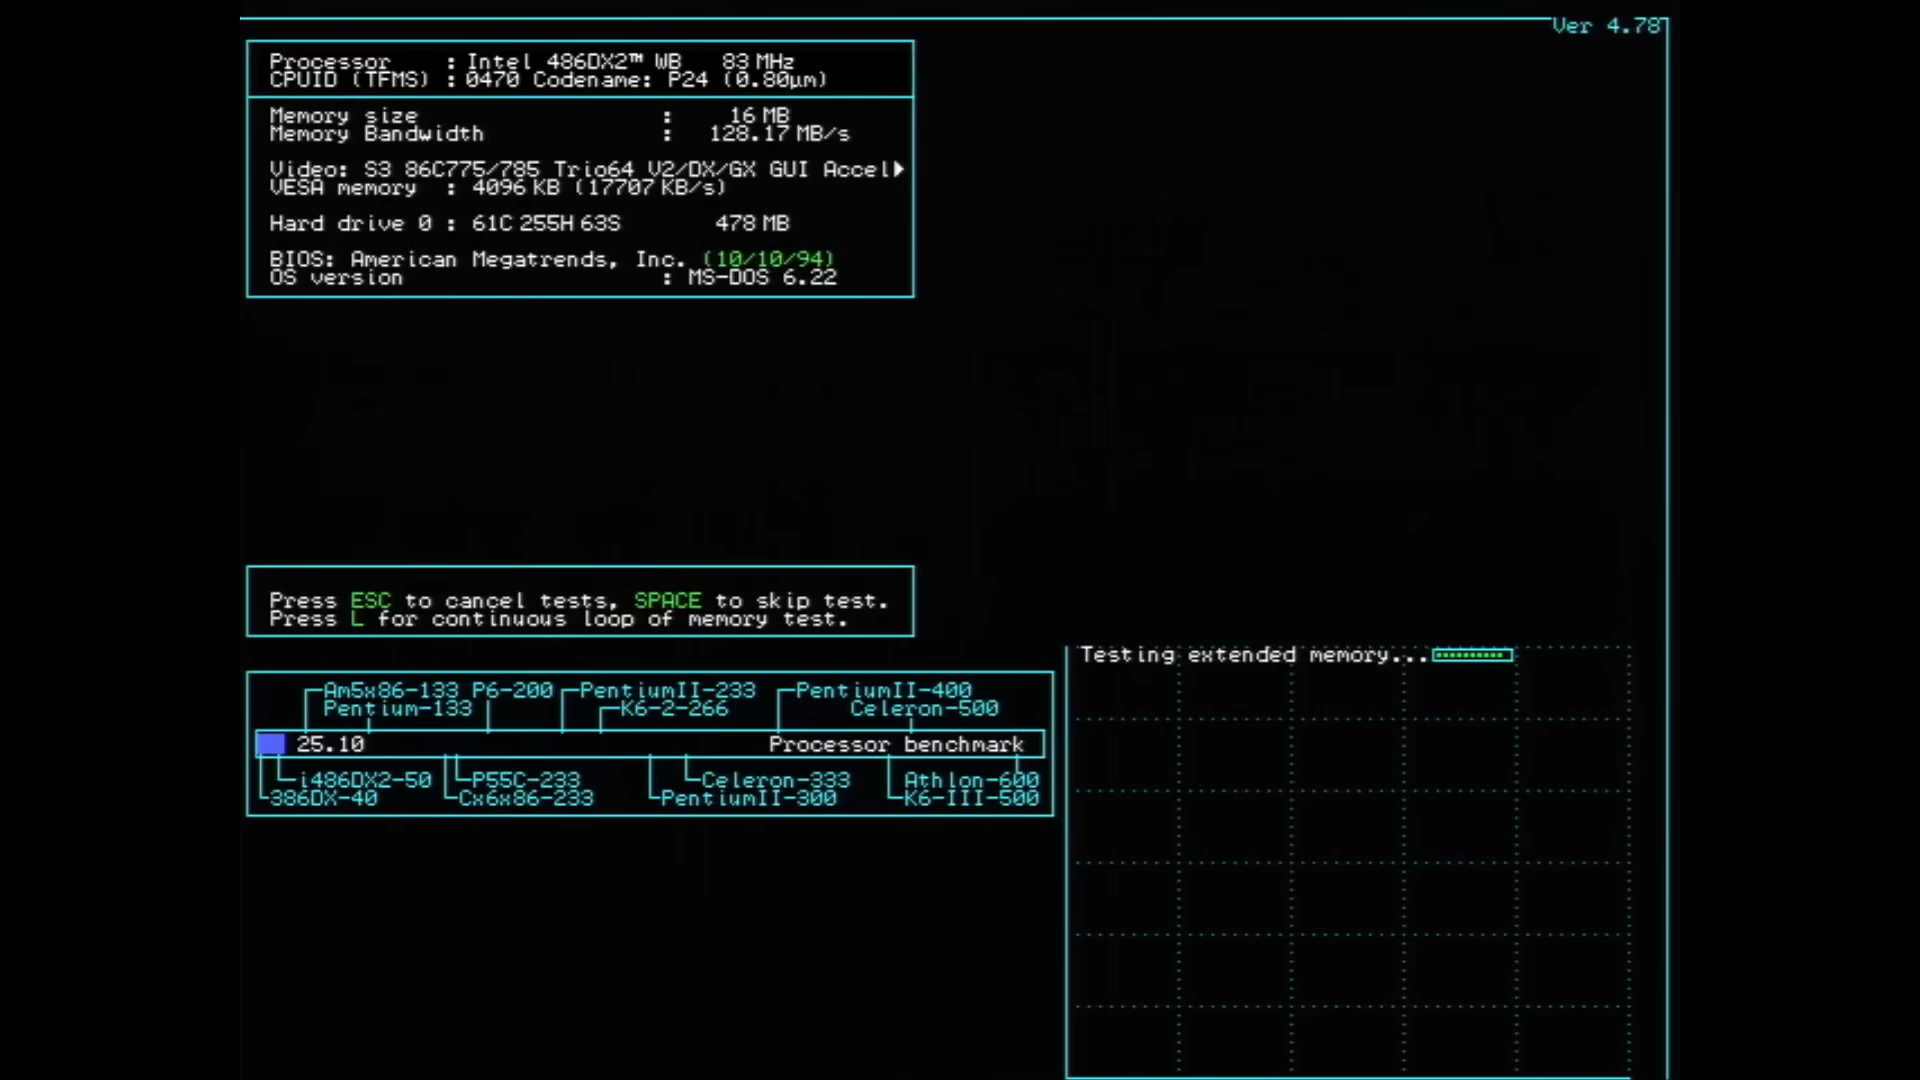 Ver 4.78
Processor : Intel 486DX2™ WB 83 MHz
CPUID (TFMS) : 0470 Codename: P24 (0.80µm)
Memory size : 16 MB
Memory Bandwidth : 128.17 MB/s
Video: S3 86C775/785 Trio64 V2/DX/GX GUI Accel
VESA memory : 4096 KB (17707 KB/s)
Hard drive 0 : 61C 255H 63S 478 MB
BIOS: American Megatrends, Inc. (10/10/94)
OS version : MS-DOS 6.22
Press ESC to cancel tests, SPACE to skip test.
Press L for continuous loop of memory test.
Testing extended memory...
Am5x86-133 P6-200 PentiumII-233 PentiumII-400
Pentium-133 K6-2-266 Celeron-500
25.10 Processor benchmark
i486DX2-50 P55C-233 Celeron-333 Athlon-600
386DX-40 Cx6x86-233 PentiumII-300 K6-III-500